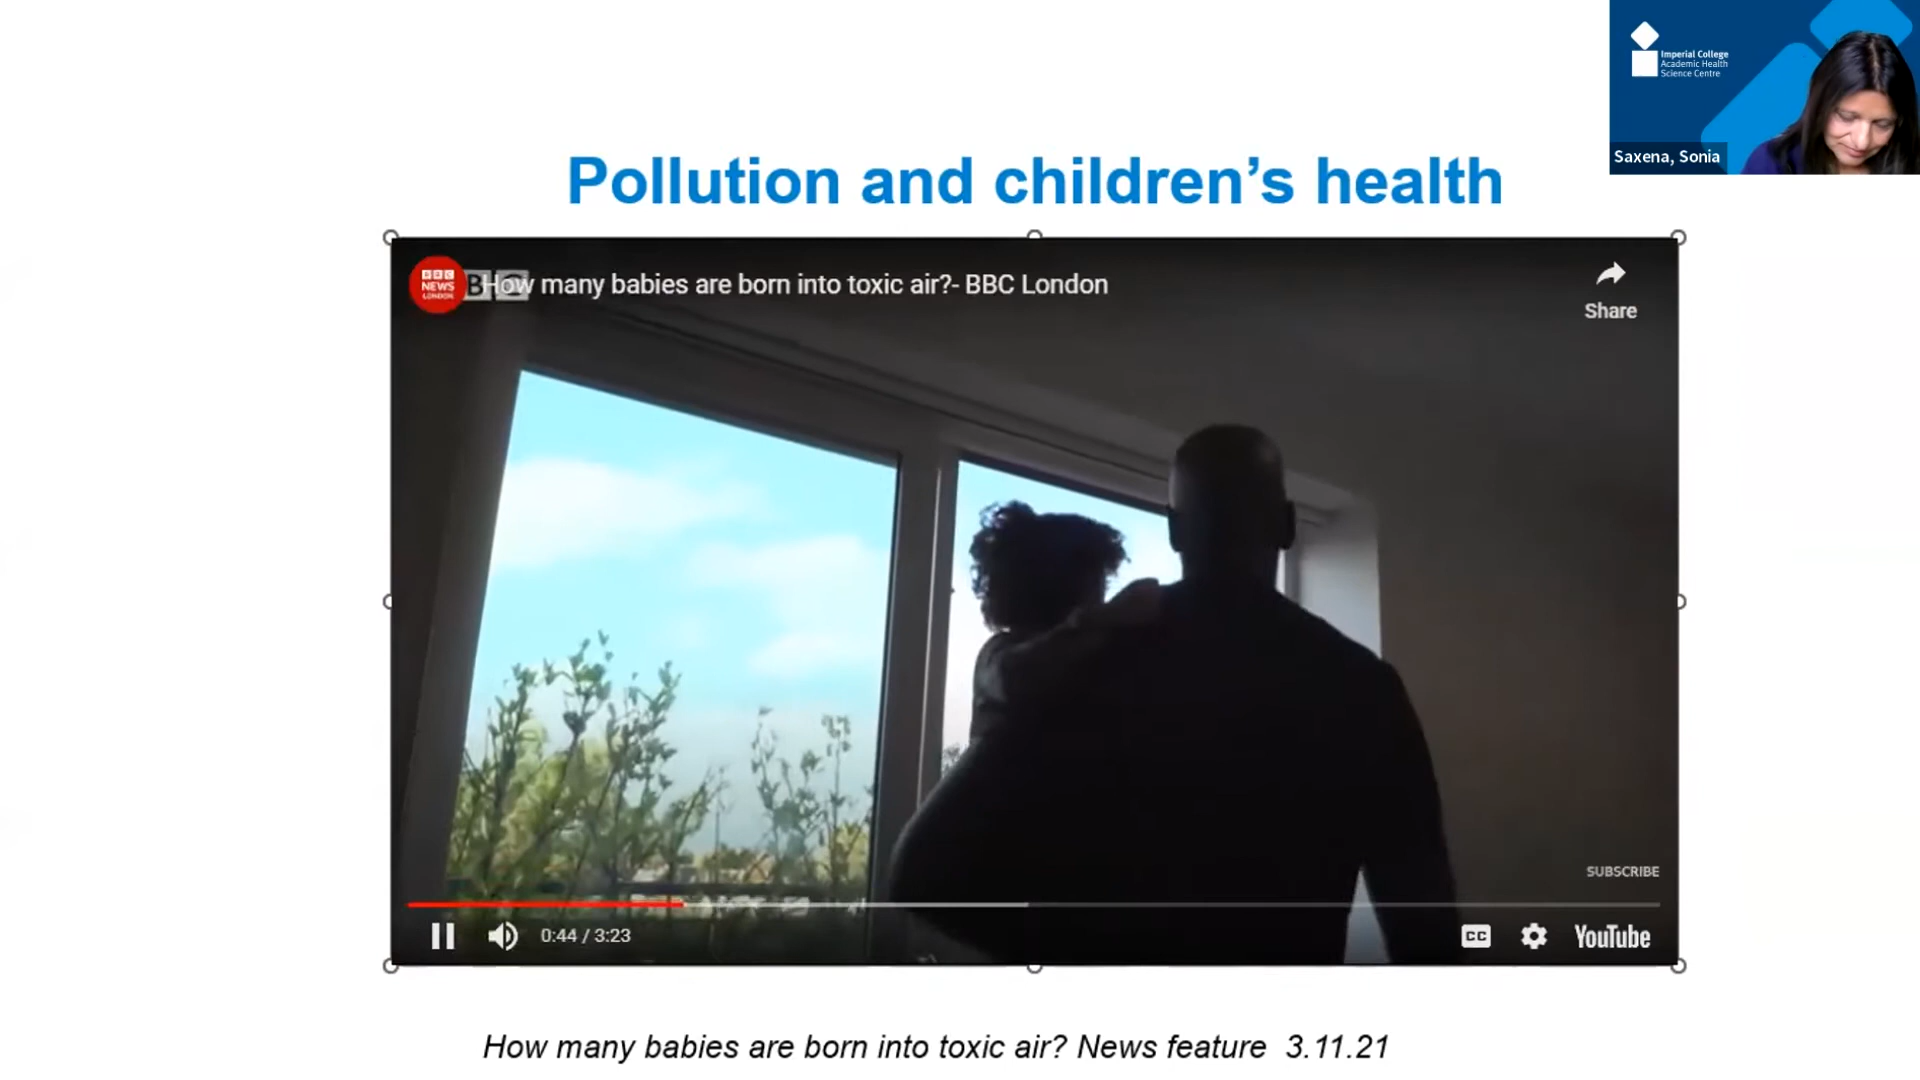 Imperial College
Academic Health
Science Centre
Saxena, Sonia
Pollution and children's health
BBC
NEWS
LONDON
BBC
How many babies are born into toxic air?- BBC London
Share
SUBSCRIBE
0:44 / 3:23
CC
YouTube
How many babies are born into toxic air? News feature 3.11.21